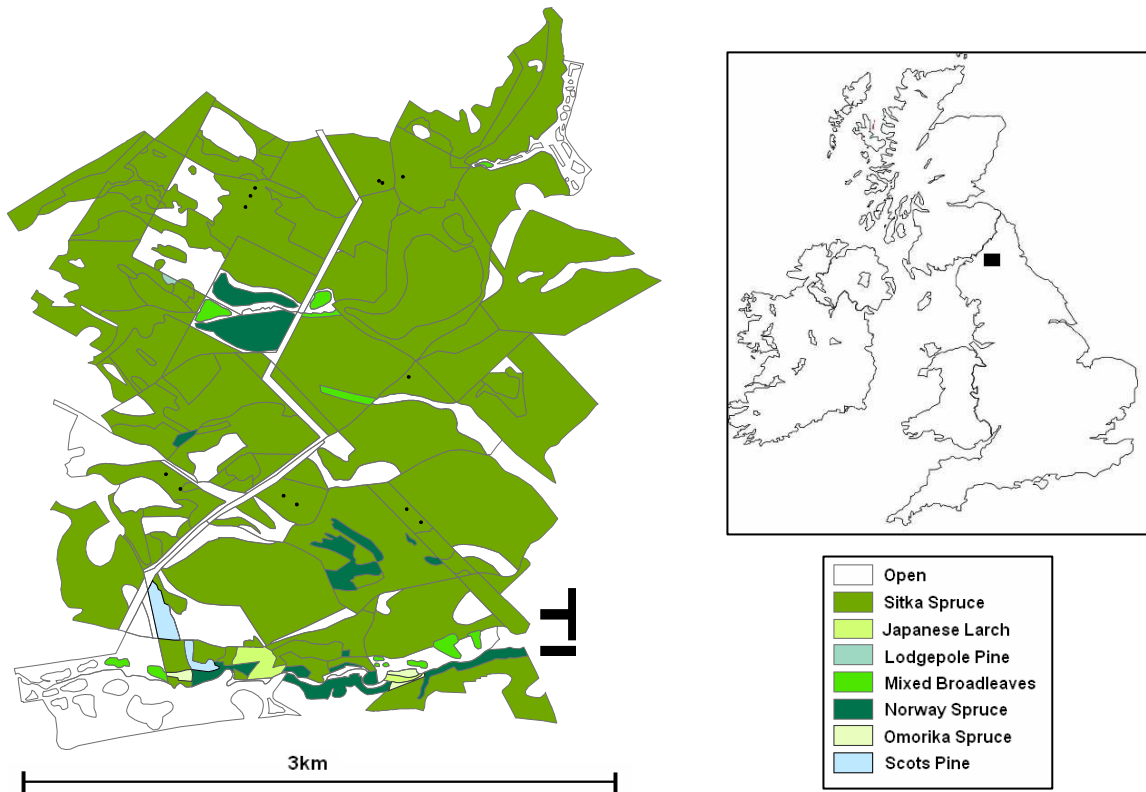 3km
Open
Sitka Spruce
Japanese Larch
Lodgepole Pine
Mixed Broadleaves
Norway Spruce
Omorika Spruce
Scots Pine